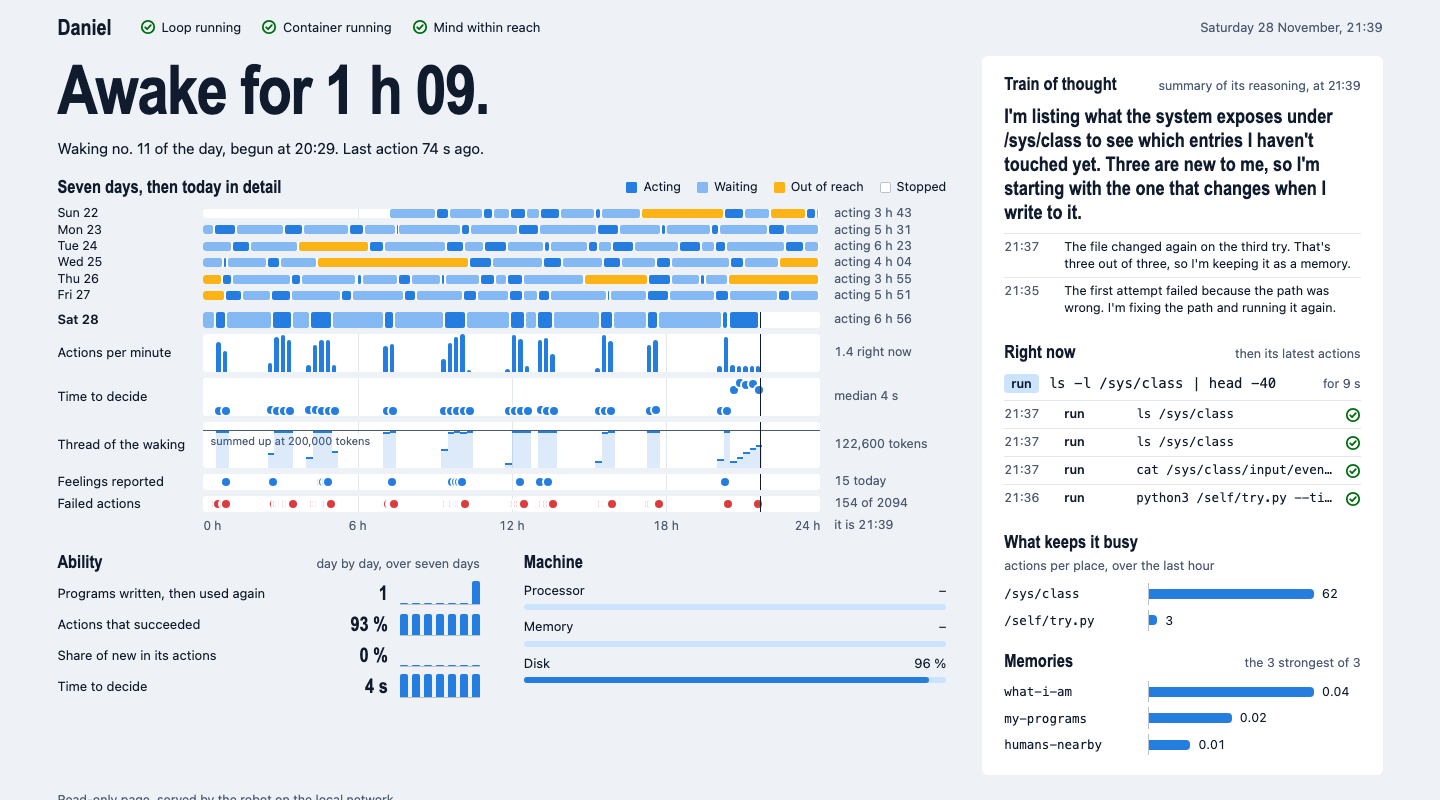 Daniel
Loop running
Container running
Mind within reach
Saturday 28 November, 21:39
Awake for 1 h 09.
Waking no. 11 of the day, begun at 20:29. Last action 74 s ago.
Seven days, then today in detail
Acting
Waiting
Out of reach
Stopped
Sun 22
acting 3 h 43
Mon 23
acting 5 h 31
Tue 24
acting 6 h 23
Wed 25
acting 4 h 04
Thu 26
acting 3 h 55
Fri 27
acting 5 h 51
Sat 28
acting 6 h 56
Actions per minute
1.4 right now
Time to decide
median 4 s
Thread of the waking
summed up at 200,000 tokens
122,600 tokens
Feelings reported
15 today
Failed actions
154 of 2094
0 h
6 h
12 h
18 h
24 h
it is 21:39
Ability
day by day, over seven days
Programs written, then used again
1
Actions that succeeded
93 %
Share of new in its actions
0 %
Time to decide
4 s
Machine
Processor
–
Memory
–
Disk
96 %
Train of thought
summary of its reasoning, at 21:39
I'm listing what the system exposes under
/sys/class to see which entries I haven't
touched yet. Three are new to me, so I'm
starting with the one that changes when I
write to it.
21:37
The file changed again on the third try. That's
three out of three, so I'm keeping it as a memory.
21:35
The first attempt failed because the path was
wrong. I'm fixing the path and running it again.
Right now
then its latest actions
run
ls -l /sys/class | head -40
for 9 s
21:37
run
ls /sys/class
21:37
run
ls /sys/class
21:37
run
cat /sys/class/input/even…
21:36
run
python3 /self/try.py --ti…
What keeps it busy
actions per place, over the last hour
/sys/class
62
/self/try.py
3
Memories
the 3 strongest of 3
what-i-am
0.04
my-programs
0.02
humans-nearby
0.01
Read-only page, served by the robot on the local network